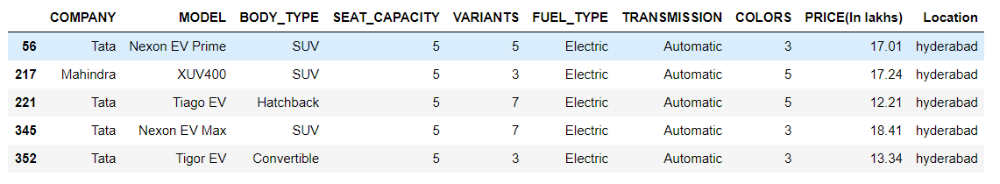 COMPANY MODEL BODY_TYPE SEAT_CAPACITY VARIANTS FUEL_TYPE TRANSMISSION COLORS PRICE(In lakhs) Location
56 Tata Nexon EV Prime SUV 5 5 Electric Automatic 3 17.01 hyderabad
217 Mahindra XUV400 SUV 5 3 Electric Automatic 5 17.24 hyderabad
221 Tata Tiago EV Hatchback 5 7 Electric Automatic 5 12.21 hyderabad
345 Tata Nexon EV Max SUV 5 7 Electric Automatic 3 18.41 hyderabad
352 Tata Tigor EV Convertible 5 3 Electric Automatic 3 13.34 hyderabad